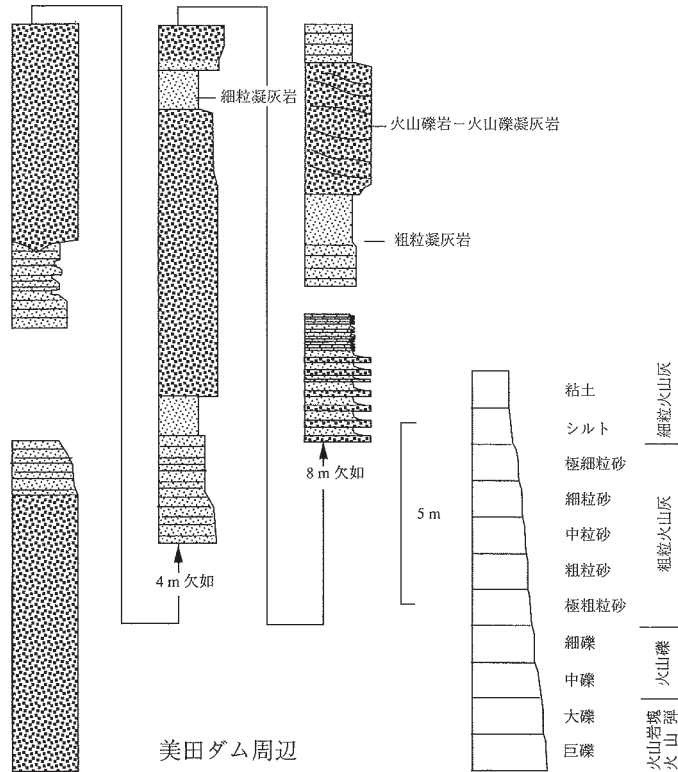 細粒凝灰岩
火山礫岩－火山礫凝灰岩
粗粒凝灰岩
8 m 欠如
4 m 欠如
5 m
粘土
シルト
極細粒砂
細粒砂
中粒砂
粗粒砂
極粗粒砂
細礫
中礫
大礫
巨礫
細粒火山灰
粗粒火山灰
火山礫
火山岩塊
火山弾
美田ダム周辺